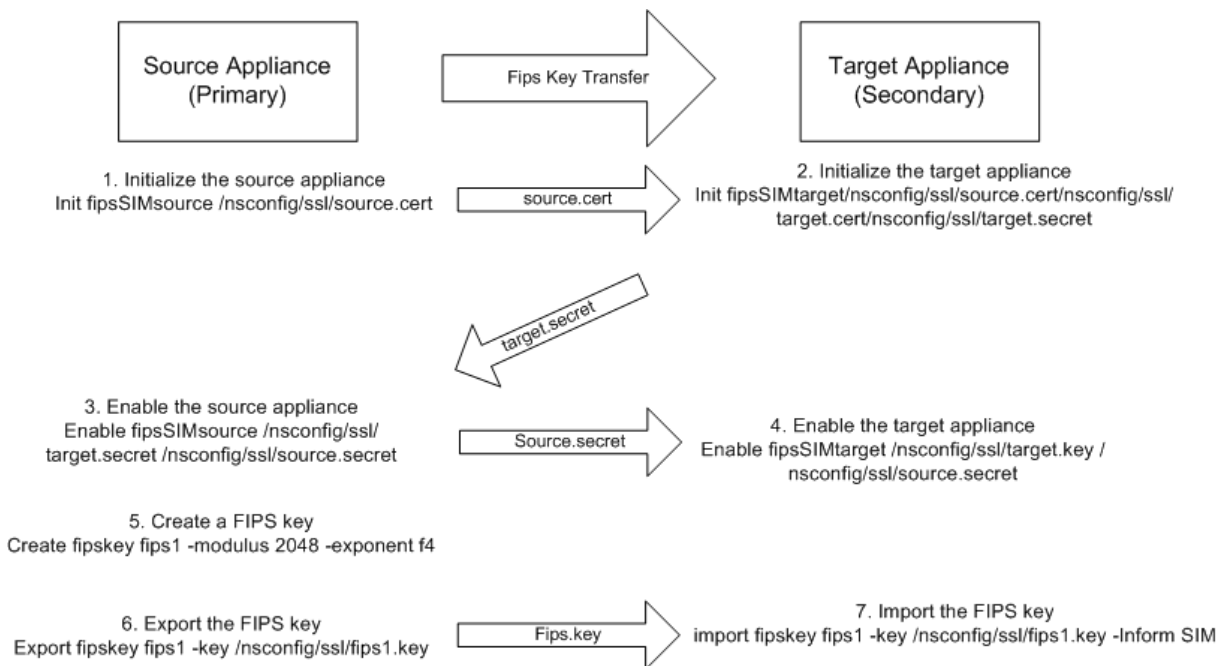 Source Appliance
(Primary)
Fips Key Transfer
Target Appliance
(Secondary)
1. Initialize the source appliance
Init fipsSIMsource /nsconfig/ssl/source.cert
source.cert
2. Initialize the target appliance
Init fipsSIMtarget/nsconfig/ssl/source.cert/nsconfig/ssl/
target.cert/nsconfig/ssl/target.secret
target.secret
3. Enable the source appliance
Enable fipsSIMsource /nsconfig/ssl/
target.secret /nsconfig/ssl/source.secret
Source.secret
4. Enable the target appliance
Enable fipsSIMtarget /nsconfig/ssl/target.key /
nsconfig/ssl/source.secret
5. Create a FIPS key
Create fipskey fips1 -modulus 2048 -exponent f4
6. Export the FIPS key
Export fipskey fips1 -key /nsconfig/ssl/fips1.key
Fips.key
7. Import the FIPS key
import fipskey fips1 -key /nsconfig/ssl/fips1.key -Inform SIM